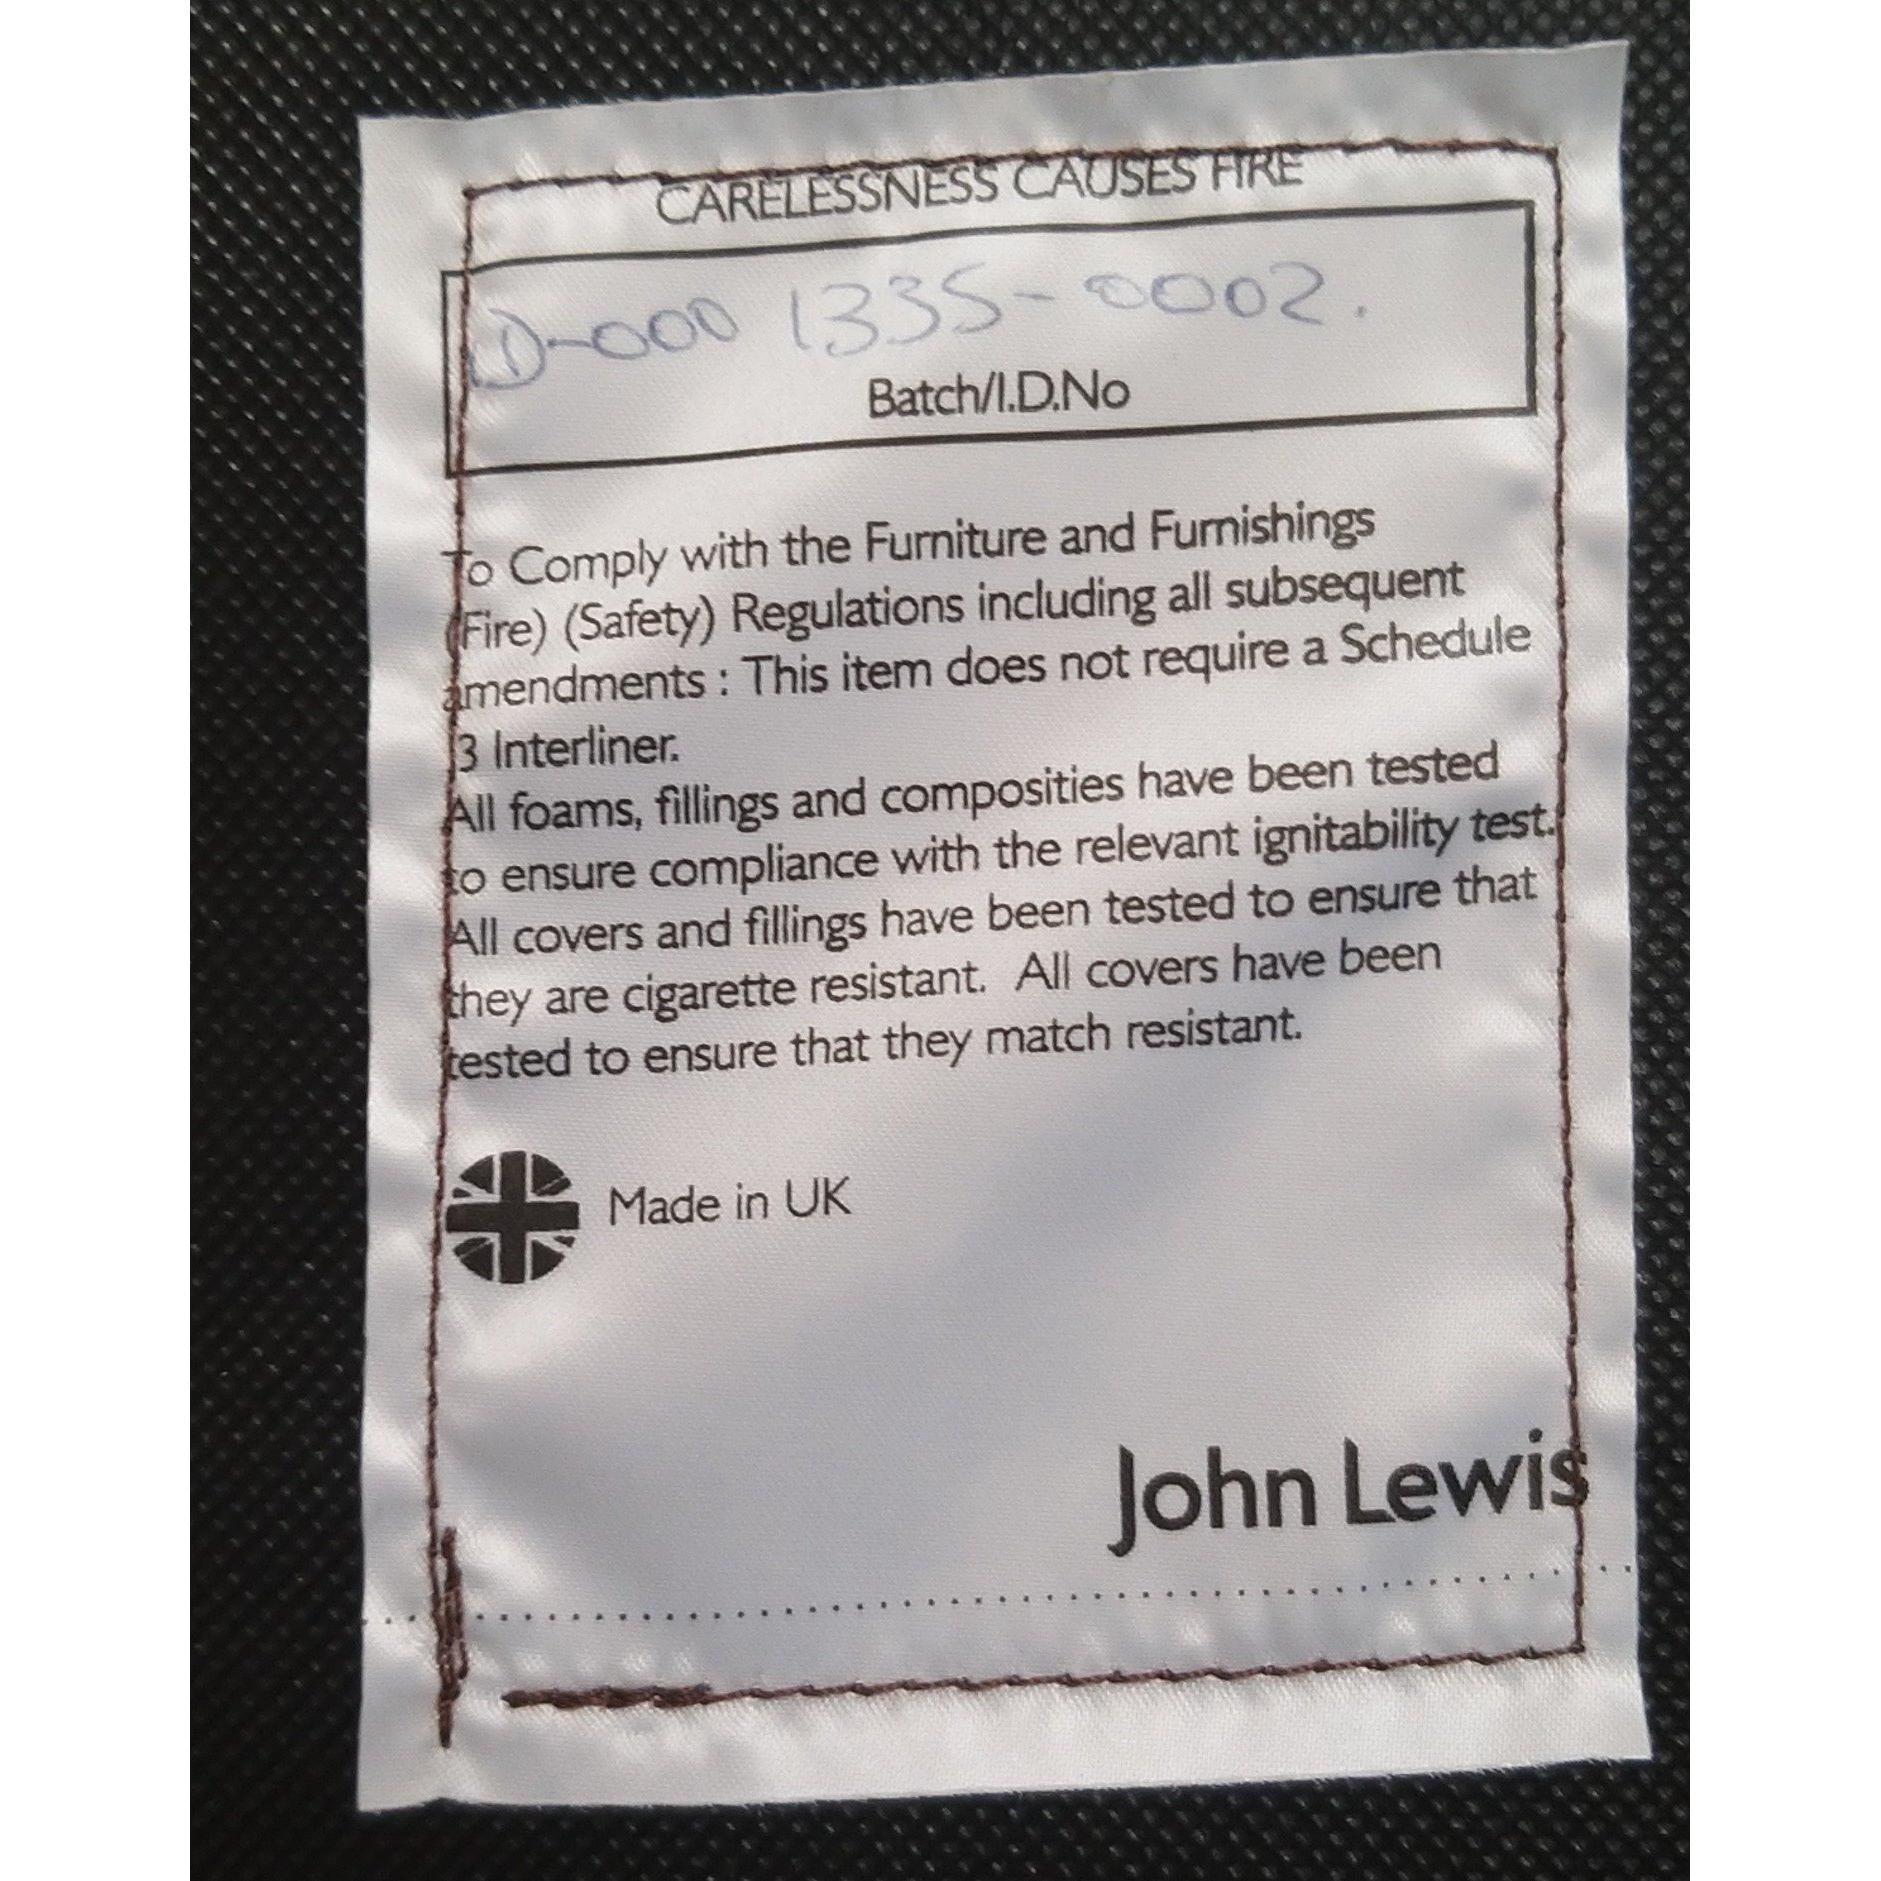 CARELESSNESS CAUSES FIRE
ID-000 1335-0002.
Batch/I.D.No
To Comply with the Furniture and Furnishings
(Fire) (Safety) Regulations including all subsequent
amendments : This item does not require a Schedule
3 Interliner.
All foams, fillings and composities have been tested
to ensure compliance with the relevant ignitability test.
All covers and fillings have been tested to ensure that
they are cigarette resistant. All covers have been
tested to ensure that they match resistant.
Made in UK
John Lewis